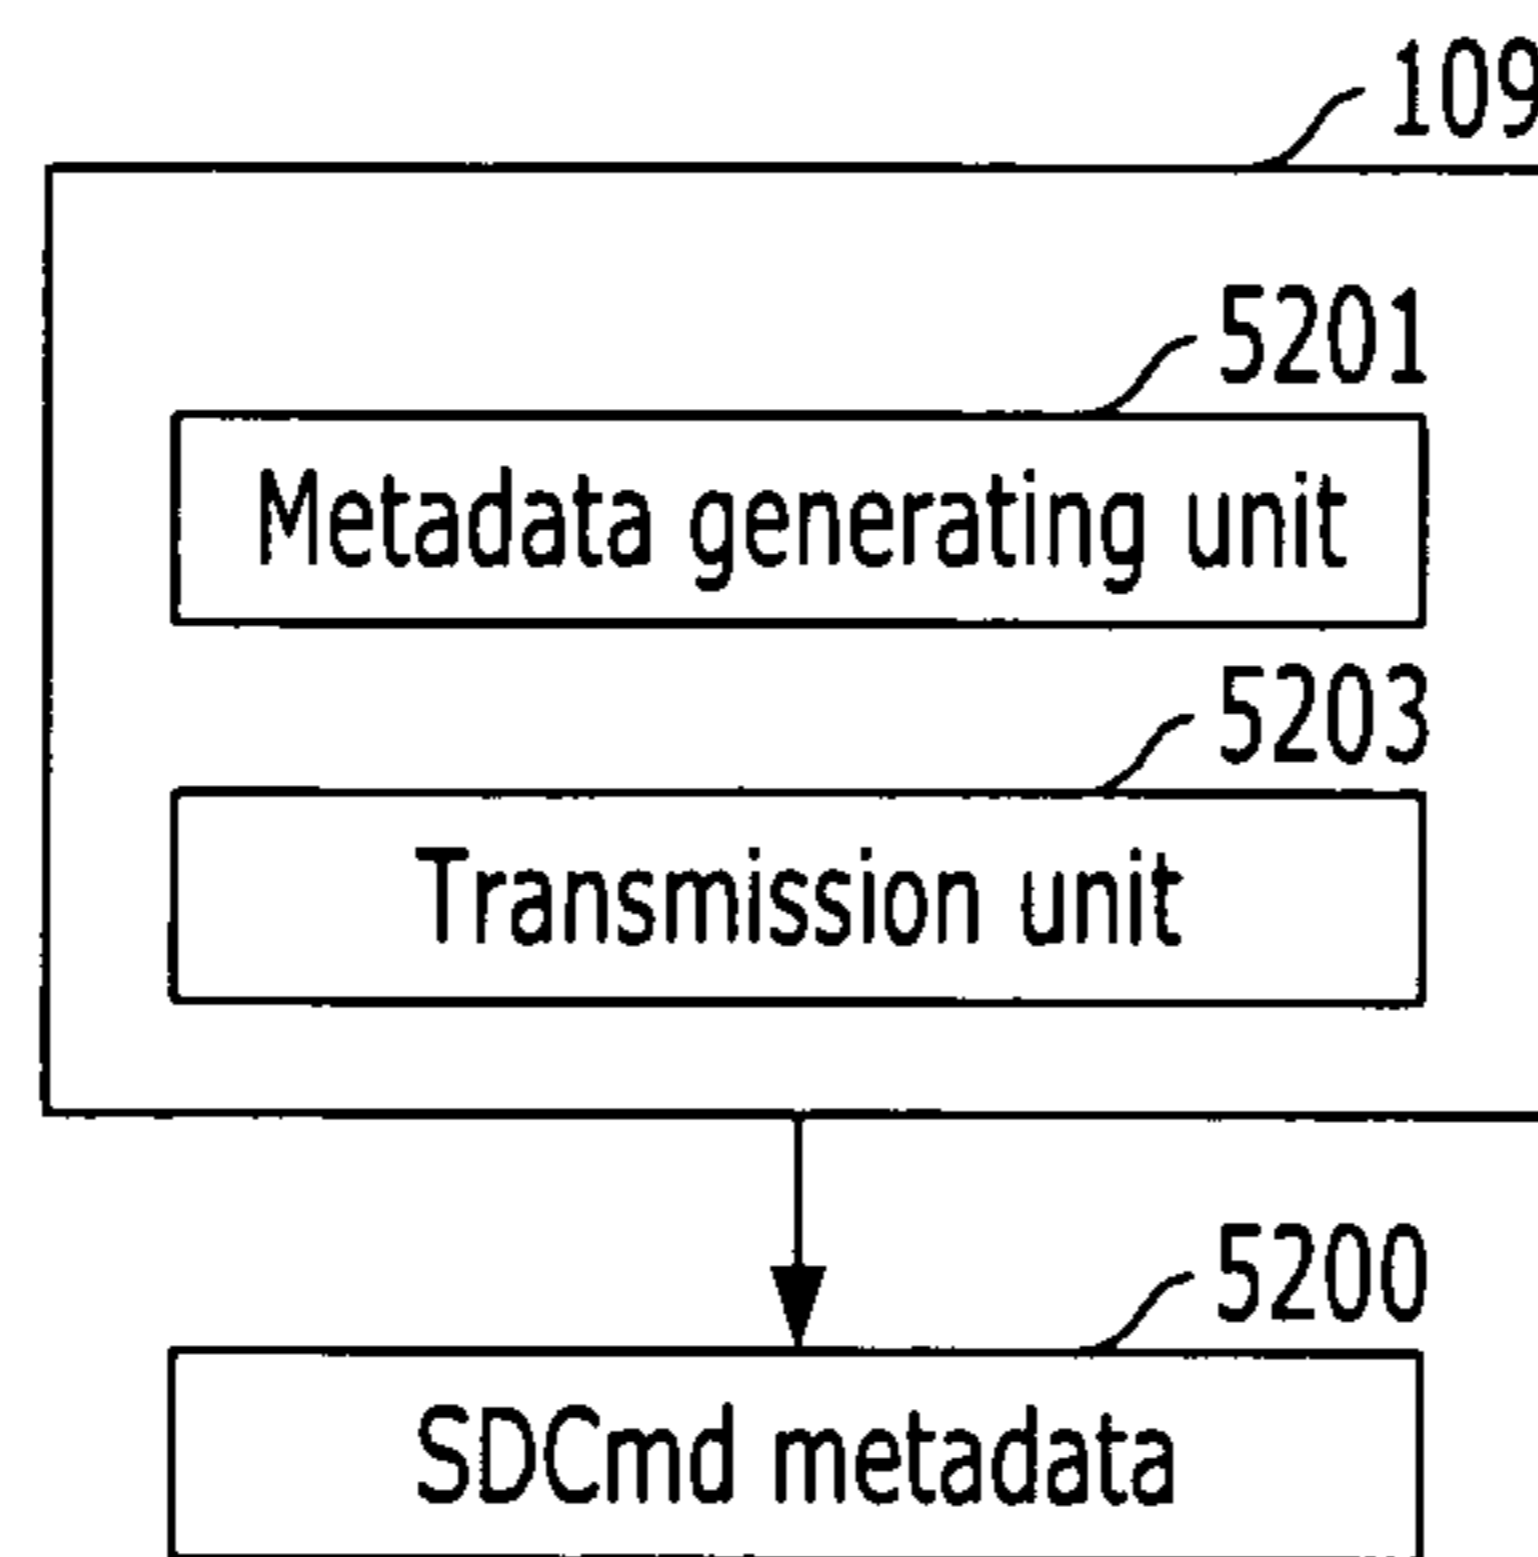 109
5201
Metadata generating unit
5203
Transmission unit
5200
SDCmd metadata